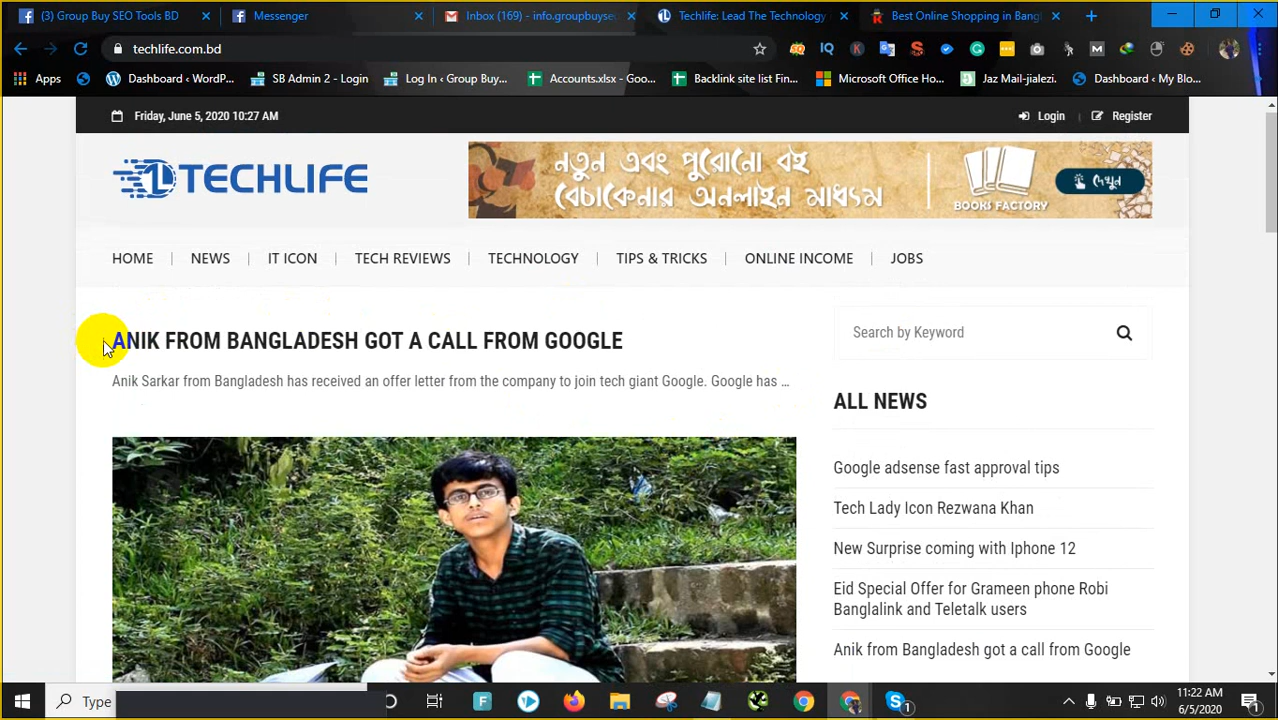 (3) Group Buy SEO Tools BD
Messenger
Inbox (169) - info.groupbuyse
Techlife: Lead The Technology
Best Online Shopping in Bangl
techlife.com.bd
Apps
Dashboard ‹ WordP...
SB Admin 2 - Login
Log In ‹ Group Buy...
Accounts.xlsx - Goo...
Backlink site list Fin...
Microsoft Office Ho...
Jaz Mail-jialezi.
Dashboard ‹ My Blo...
Friday, June 5, 2020 10:27 AM
Login
Register
TECHLIFE
নতুন এবং পুরোনো বই
বেচাকেনার অনলাইন মাধ্যম
BOOKS FACTORY
দেখুন
HOME
NEWS
IT ICON
TECH REVIEWS
TECHNOLOGY
TIPS & TRICKS
ONLINE INCOME
JOBS
ANIK FROM BANGLADESH GOT A CALL FROM GOOGLE
Anik Sarkar from Bangladesh has received an offer letter from the company to join tech giant Google. Google has ...
Search by Keyword
ALL NEWS
Google adsense fast approval tips
Tech Lady Icon Rezwana Khan
New Surprise coming with Iphone 12
Eid Special Offer for Grameen phone Robi
Banglalink and Teletalk users
Anik from Bangladesh got a call from Google
Type
1
11:22 AM
6/5/2020
1